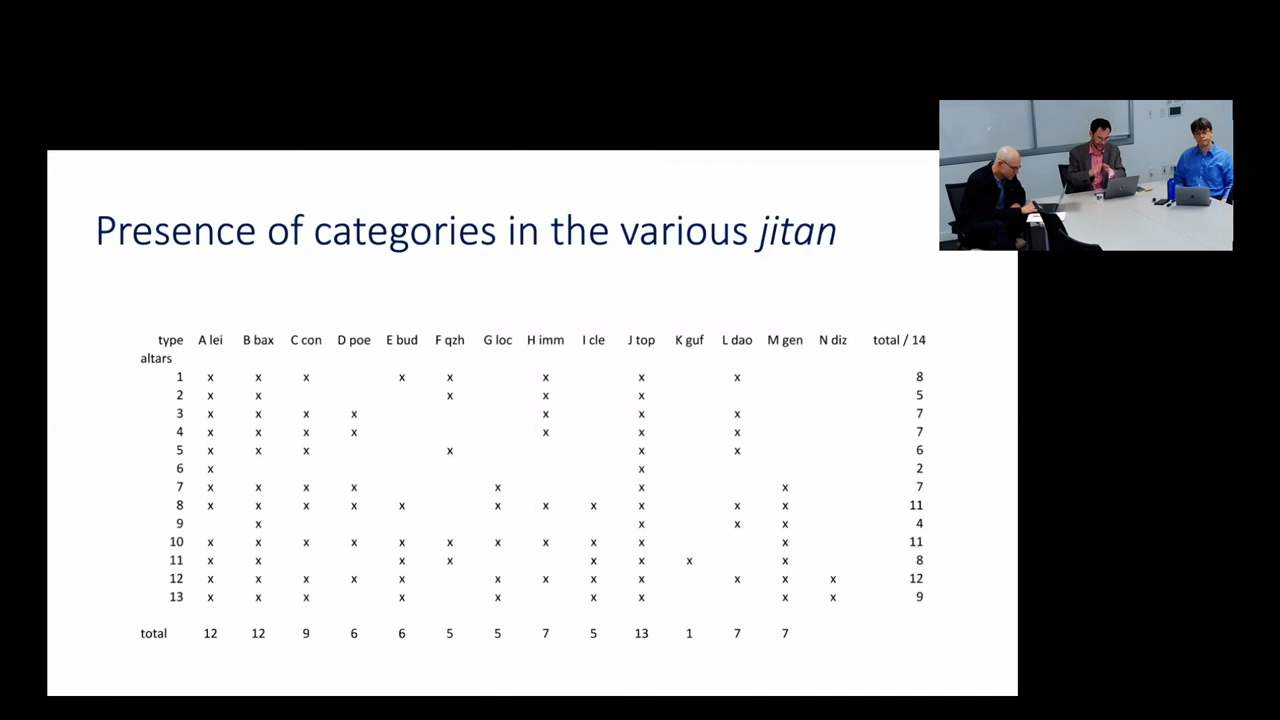 Presence of categories in the various jitan
type A lei B bax C con D poe E bud F qzh G loc H imm I cle J top K guf L dao M gen N diz total / 14
altars
1 x x x x x x x x 8
2 x x x x x 5
3 x x x x x x x 7
4 x x x x x x x 7
5 x x x x x x 6
6 x x 2
7 x x x x x x x 7
8 x x x x x x x x x x x 11
9 x x x x 4
10 x x x x x x x x x x x 11
11 x x x x x x x x 8
12 x x x x x x x x x x x x 12
13 x x x x x x x x 9
total 12 12 9 6 6 5 5 7 5 13 1 7 7